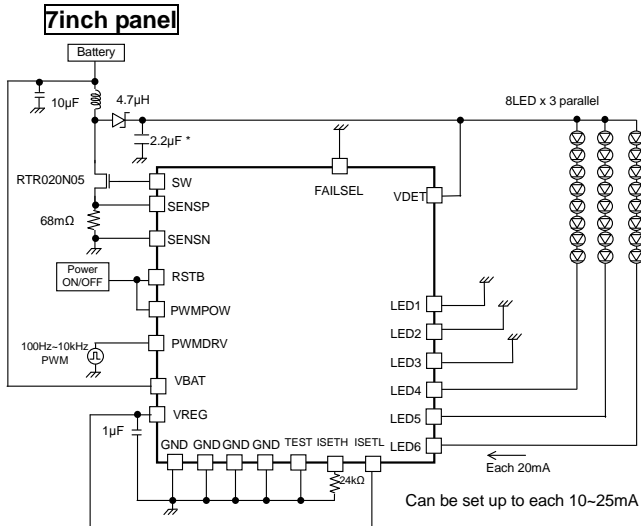 7inch panel
Battery
10µF
4.7µH
2.2µF *
8LED x 3 parallel
RTR020N05
68mΩ
SW
FAILSEL
VDET
SENSP
SENSN
Power
ON/OFF
RSTB
PWMPOW
LED1
LED2
100Hz~10kHz
PWM
PWMDRV
LED3
VBAT
LED4
VREG
LED5
1µF
GND GND GND GND TEST ISETH ISETL
LED6
24kΩ
Each 20mA
Can be set up to each 10~25mA